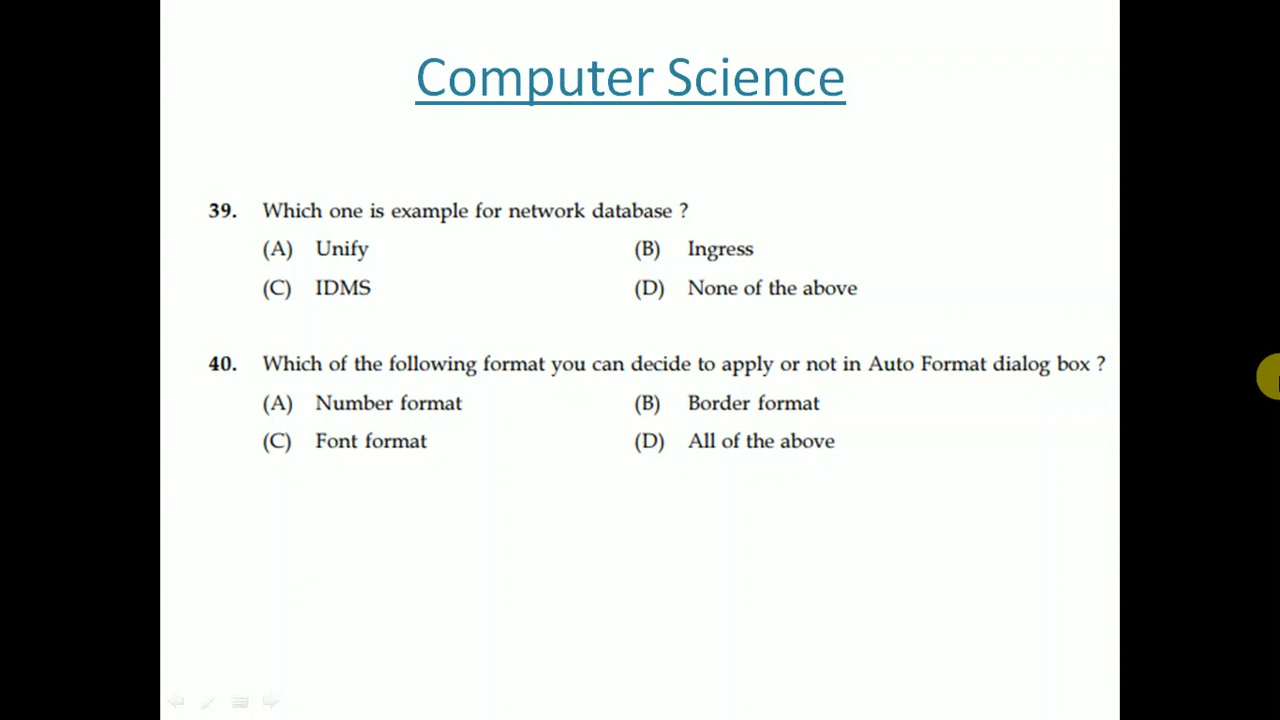 Computer Science
39. Which one is example for network database ?
(A) Unify (B) Ingress
(C) IDMS (D) None of the above
40. Which of the following format you can decide to apply or not in Auto Format dialog box ?
(A) Number format (B) Border format
(C) Font format (D) All of the above